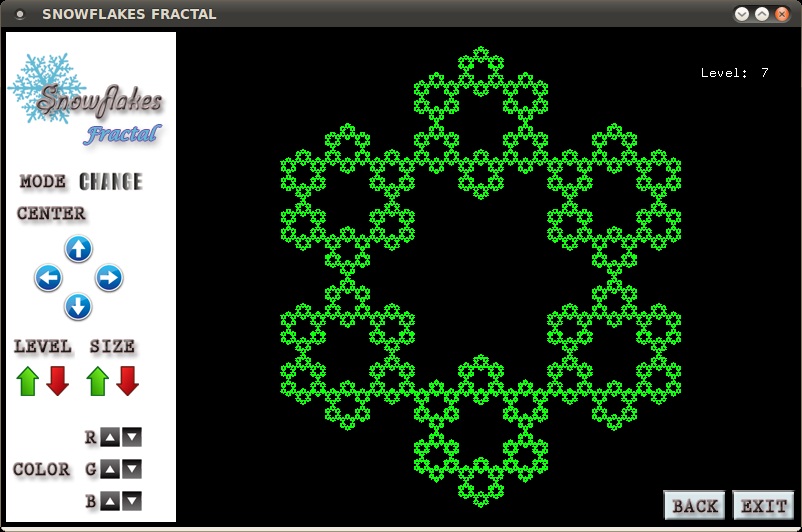 SNOWFLAKES FRACTAL
Snowflakes
Fractal
Level: 7
MODE CHANGE
CENTER
LEVEL SIZE
R
COLOR G
B
BACK EXIT